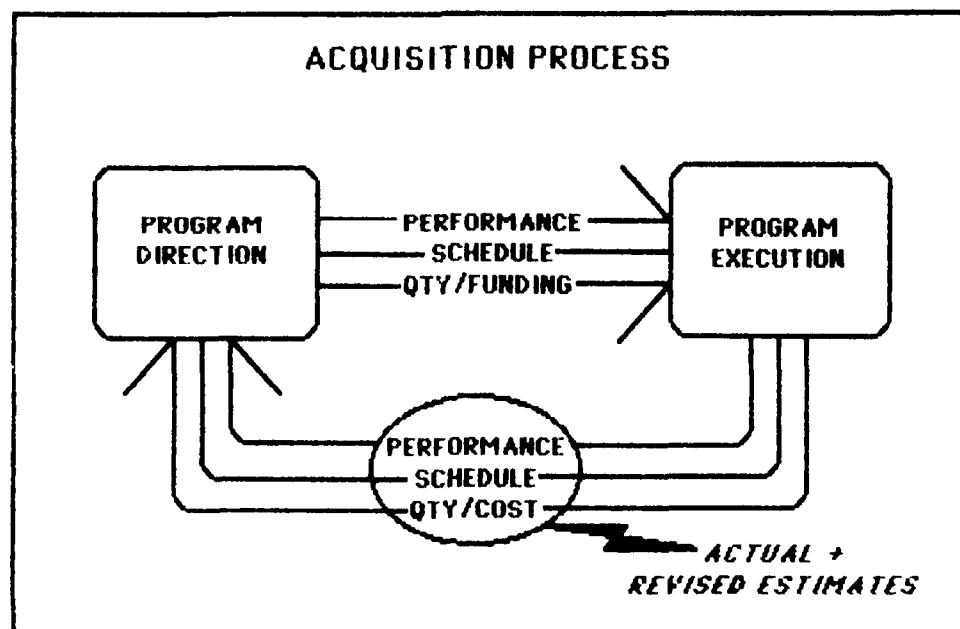 ACQUISITION PROCESS
PROGRAM
DIRECTION
PERFORMANCE
SCHEDULE
QTY/FUNDING
PROGRAM
EXECUTION
PERFORMANCE
SCHEDULE
QTY/COST
ACTUAL +
REVISED ESTIMATES